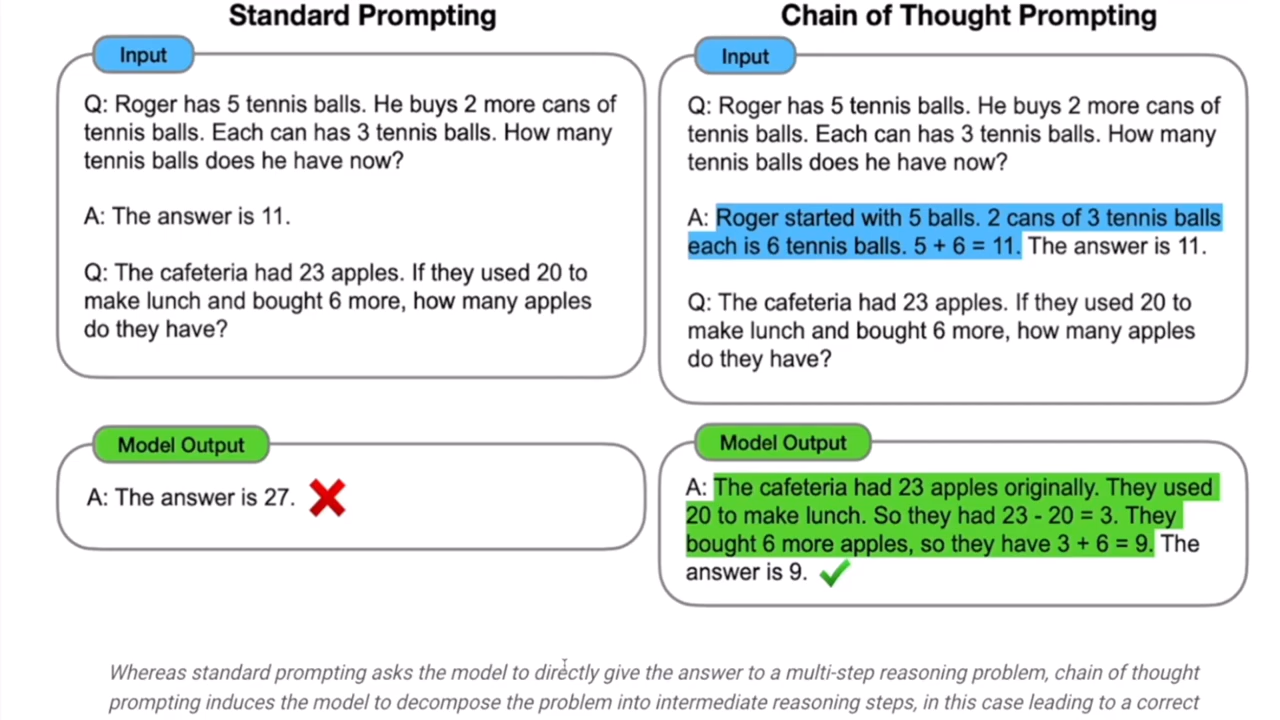 Standard Prompting
Input
Q: Roger has 5 tennis balls. He buys 2 more cans of
tennis balls. Each can has 3 tennis balls. How many
tennis balls does he have now?
A: The answer is 11.
Q: The cafeteria had 23 apples. If they used 20 to
make lunch and bought 6 more, how many apples
do they have?
Model Output
A: The answer is 27.
Chain of Thought Prompting
Input
Q: Roger has 5 tennis balls. He buys 2 more cans of
tennis balls. Each can has 3 tennis balls. How many
tennis balls does he have now?
A: Roger started with 5 balls. 2 cans of 3 tennis balls
each is 6 tennis balls. 5 + 6 = 11. The answer is 11.
Q: The cafeteria had 23 apples. If they used 20 to
make lunch and bought 6 more, how many apples
do they have?
Model Output
A: The cafeteria had 23 apples originally. They used
20 to make lunch. So they had 23 - 20 = 3. They
bought 6 more apples, so they have 3 + 6 = 9. The
answer is 9.
Whereas standard prompting asks the model to directly give the answer to a multi-step reasoning problem, chain of thought
prompting induces the model to decompose the problem into intermediate reasoning steps, in this case leading to a correct